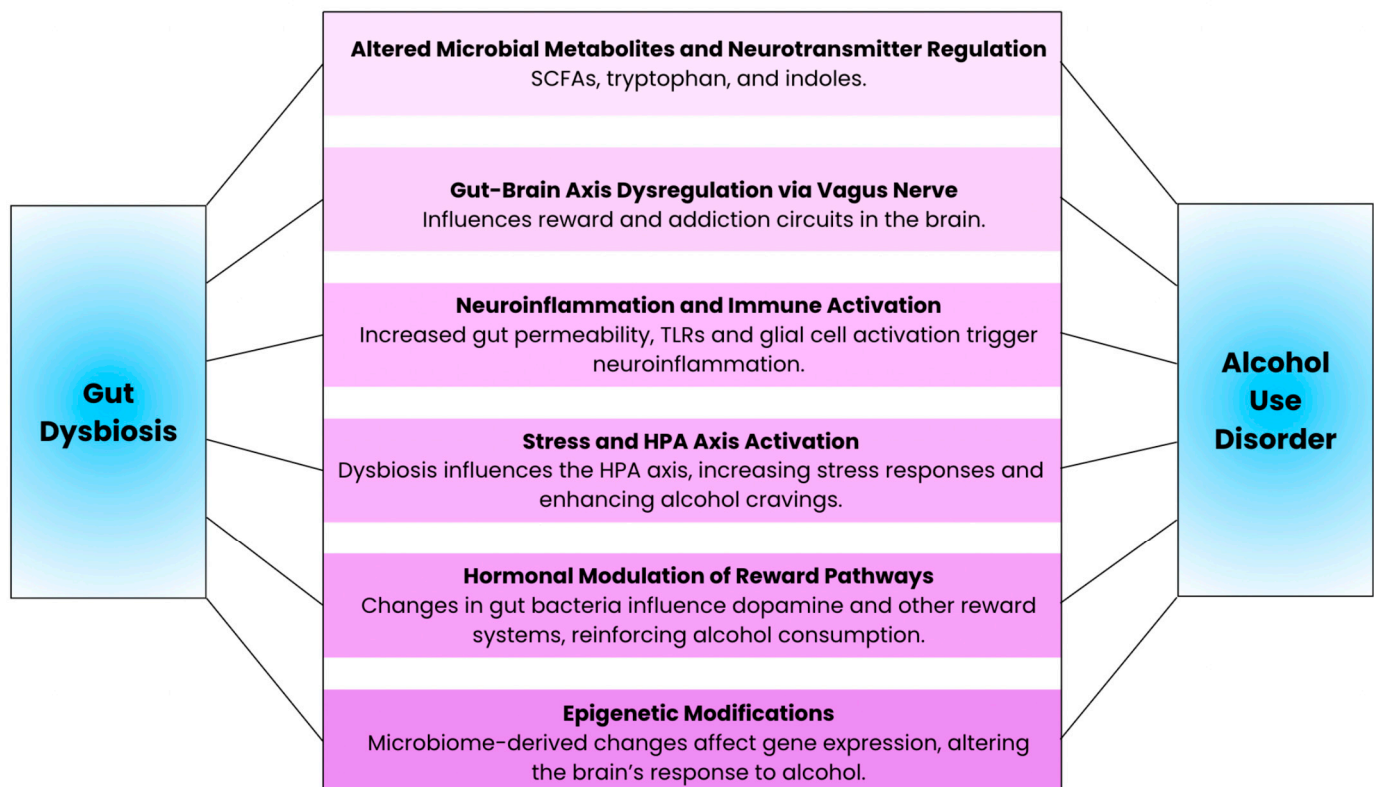 Altered Microbial Metabolites and Neurotransmitter Regulation
SCFAs, tryptophan, and indoles.
Gut-Brain Axis Dysregulation via Vagus Nerve
Influences reward and addiction circuits in the brain.
Neuroinflammation and Immune Activation
Increased gut permeability, TLRs and glial cell activation trigger
neuroinflammation.
Gut
Dysbiosis
Alcohol
Use
Disorder
Stress and HPA Axis Activation
Dysbiosis influences the HPA axis, increasing stress responses and
enhancing alcohol cravings.
Hormonal Modulation of Reward Pathways
Changes in gut bacteria influence dopamine and other reward
systems, reinforcing alcohol consumption.
Epigenetic Modifications
Microbiome-derived changes affect gene expression, altering
the brain’s response to alcohol.